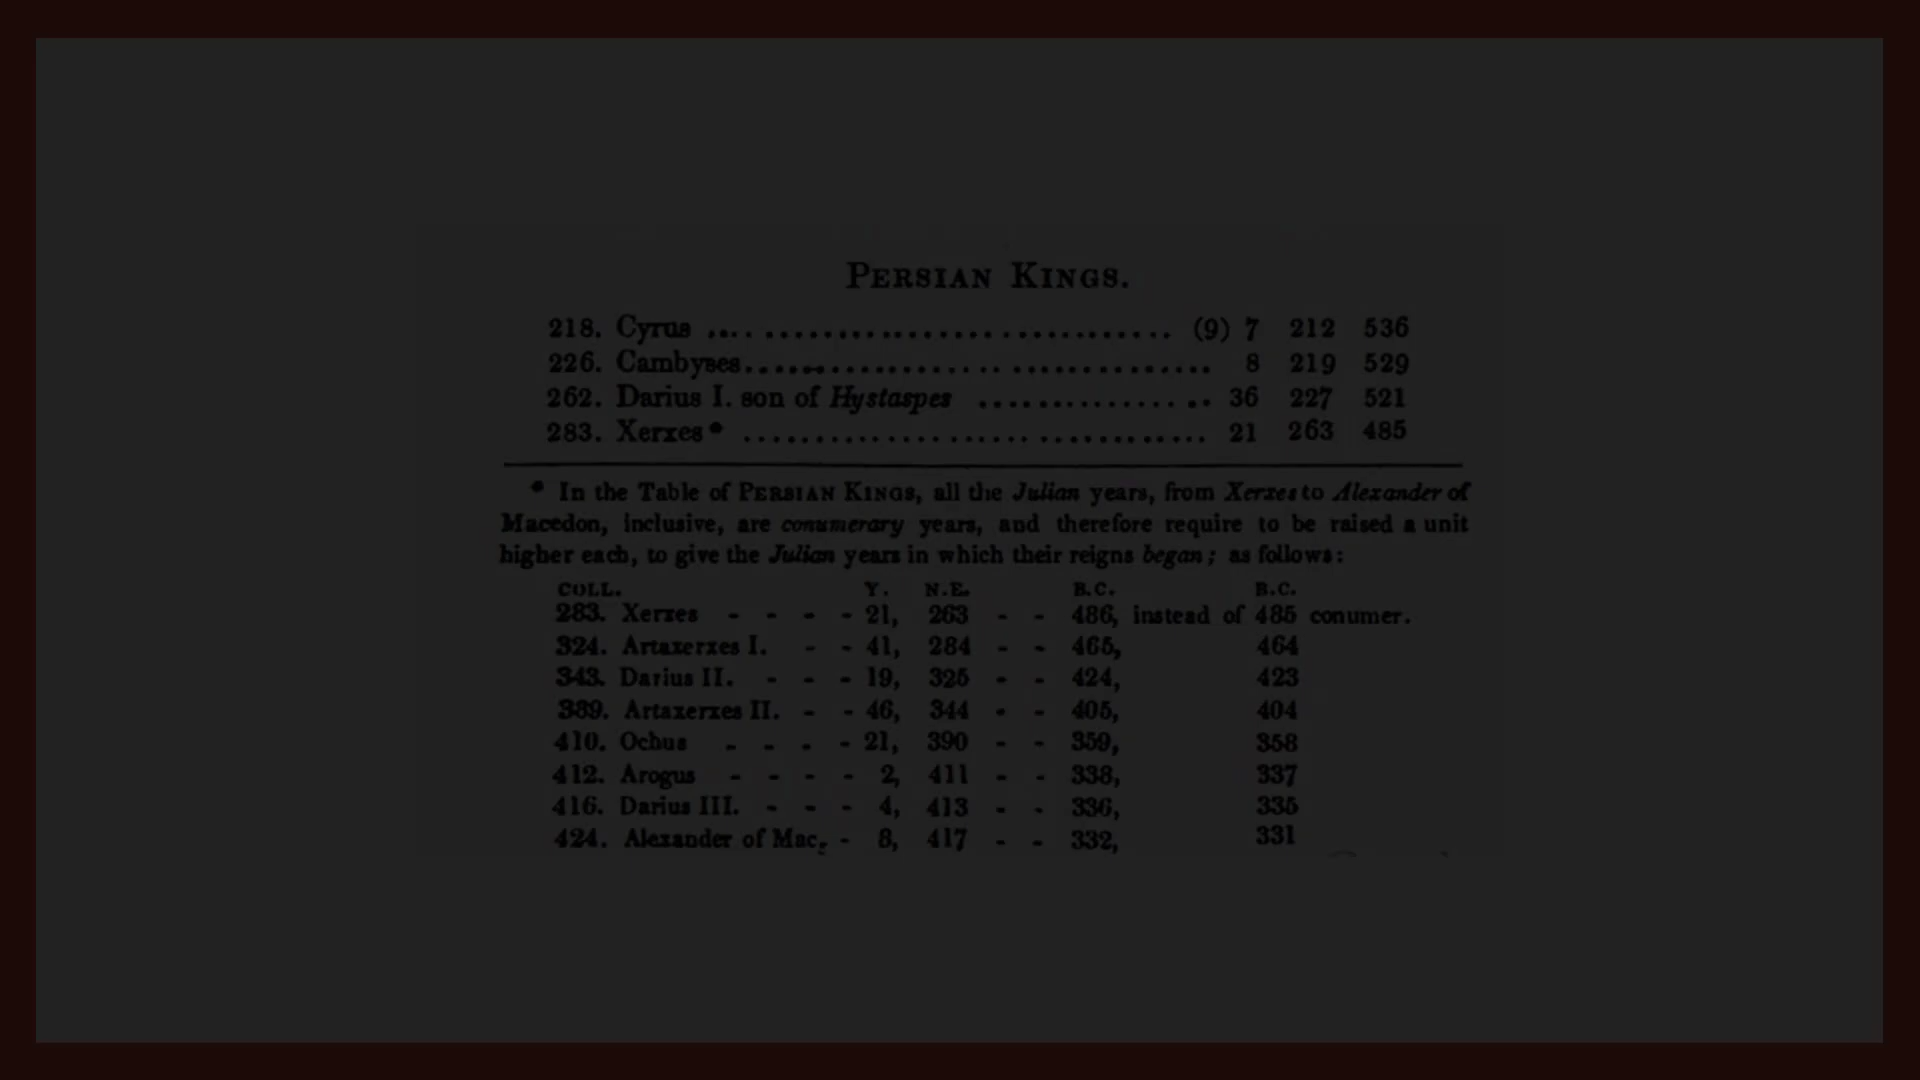 PERSIAN KINGS.
218. Cyrus .... ............................ (9) 7 212 536
226. Cambyses................................ 8 219 529
262. Darius I. son of Hystaspes ................ 36 227 521
283. Xerxes* ................................ 21 263 485
* In the Table of PERSIAN KINGS, all the Julian years, from Xerxes to Alexander of
Macedon, inclusive, are conumerary years, and therefore require to be raised a unit
higher each, to give the Julian years in which their reigns began; as follows:
COLL. Y. N.E. B.C. B.C.
283. Xerxes - - - - 21, 263 - - 486, instead of 485 conumer.
324. Artaxerxes I. - - 41, 284 - - 465, 464
343. Darius II. - - - 19, 325 - - 424, 423
389. Artaxerxes II. - - 46, 344 - - 405, 404
410. Ochus - - - - 21, 390 - - 359, 358
412. Arogus - - - - 2, 411 - - 338, 337
416. Darius III. - - - 4, 413 - - 336, 335
424. Alexander of Mac, - 8, 417 - - 332, 331